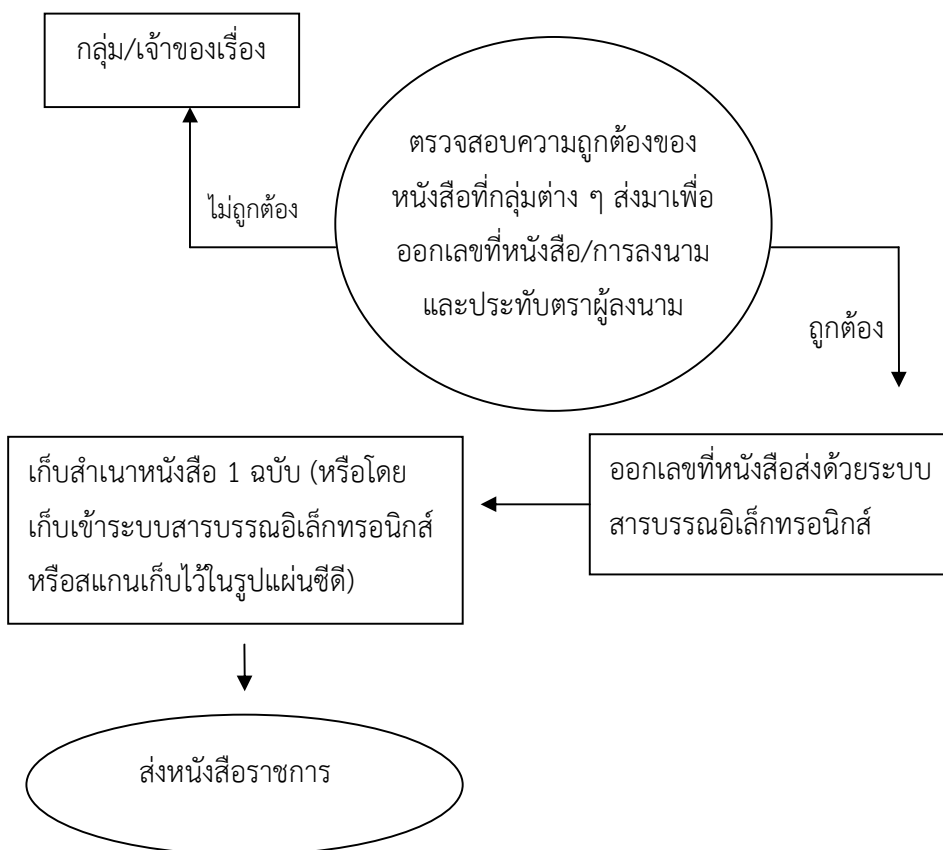 กลุ่ม/เจ้าของเรื่อง
ตรวจสอบความถูกต้องของ
หนังสือที่กลุ่มต่าง ๆ ส่งมาเพื่อ
ออกเลขที่หนังสือ/การลงนาม
และประทับตราผู้ลงนาม
ไม่ถูกต้อง
ถูกต้อง
ออกเลขที่หนังสือส่งด้วยระบบ
สารบรรณอิเล็กทรอนิกส์
เก็บสำเนาหนังสือ 1 ฉบับ (หรือโดย
เก็บเข้าระบบสารบรรณอิเล็กทรอนิกส์
หรือสแกนเก็บไว้ในรูปแผ่นซีดี)
ส่งหนังสือราชการ